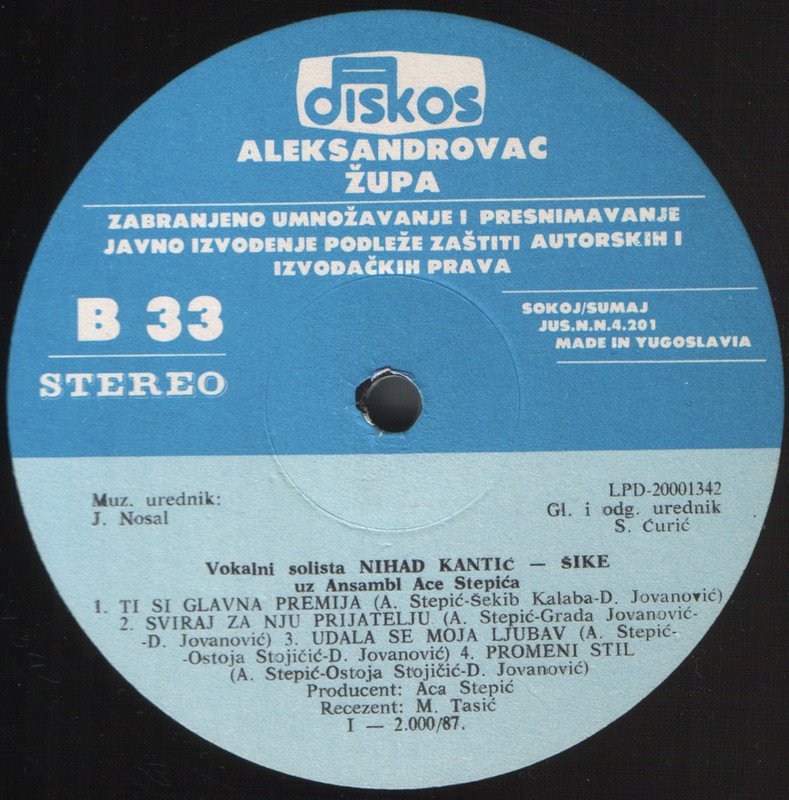 diskos
ALEKSANDROVAC
ŽUPA
ZABRANJENO UMNOŽAVANJE I PRESNIMAVANJE
JAVNO IZVODENJE PODLEŽE ZAŠTITI AUTORSKIH I
IZVODAČKIH PRAVA
B 33
STEREO
SOKOJ/SUMAJ
JUS.N.N.4.201
MADE IN YUGOSLAVIA
Muz. urednik:
J. Nosal
LPD-20001342
Gl. i odg. urednik
S. Ćurić
Vokalni solista NIHAD KANTIĆ — ŠIKE
uz Ansambl Ace Stepića
1. TI SI GLAVNA PREMIJA (A. Stepić-Šekib Kalaba-D. Jovanović)
2. SVIRAJ ZA NJU PRIJATELJU (A. Stepić-Grada Jovanović-
-D. Jovanović) 3. UDALA SE MOJA LJUBAV (A. Stepić-
-Ostoja Stojičić-D. Jovanović) 4. PROMENI STIL
(A. Stepić-Ostoja Stojičić-D. Jovanović)
Producent: Aca Stepić
Recezent: M. Tasić
I — 2.000/87.